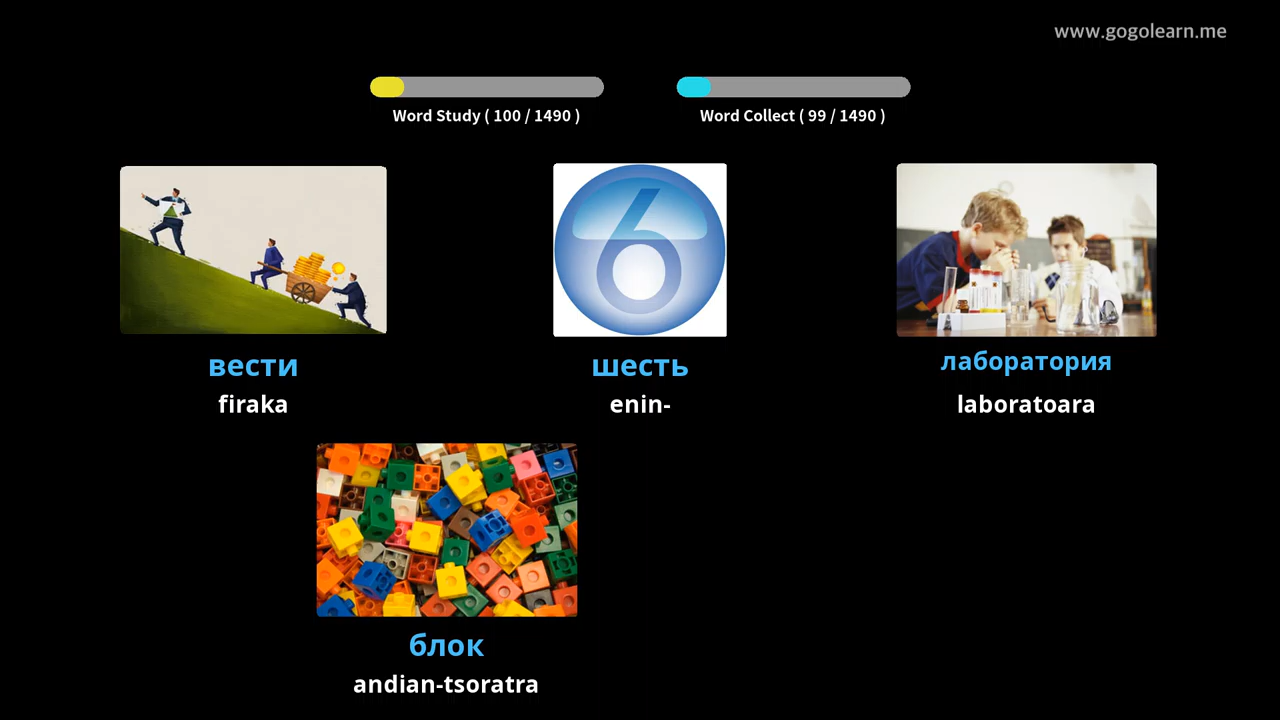 www.gogolearn.me
Word Study ( 100 / 1490 )
Word Collect ( 99 / 1490 )
6
вести
firaka
шесть
enin-
лаборатория
laboratoara
блок
andian-tsoratra